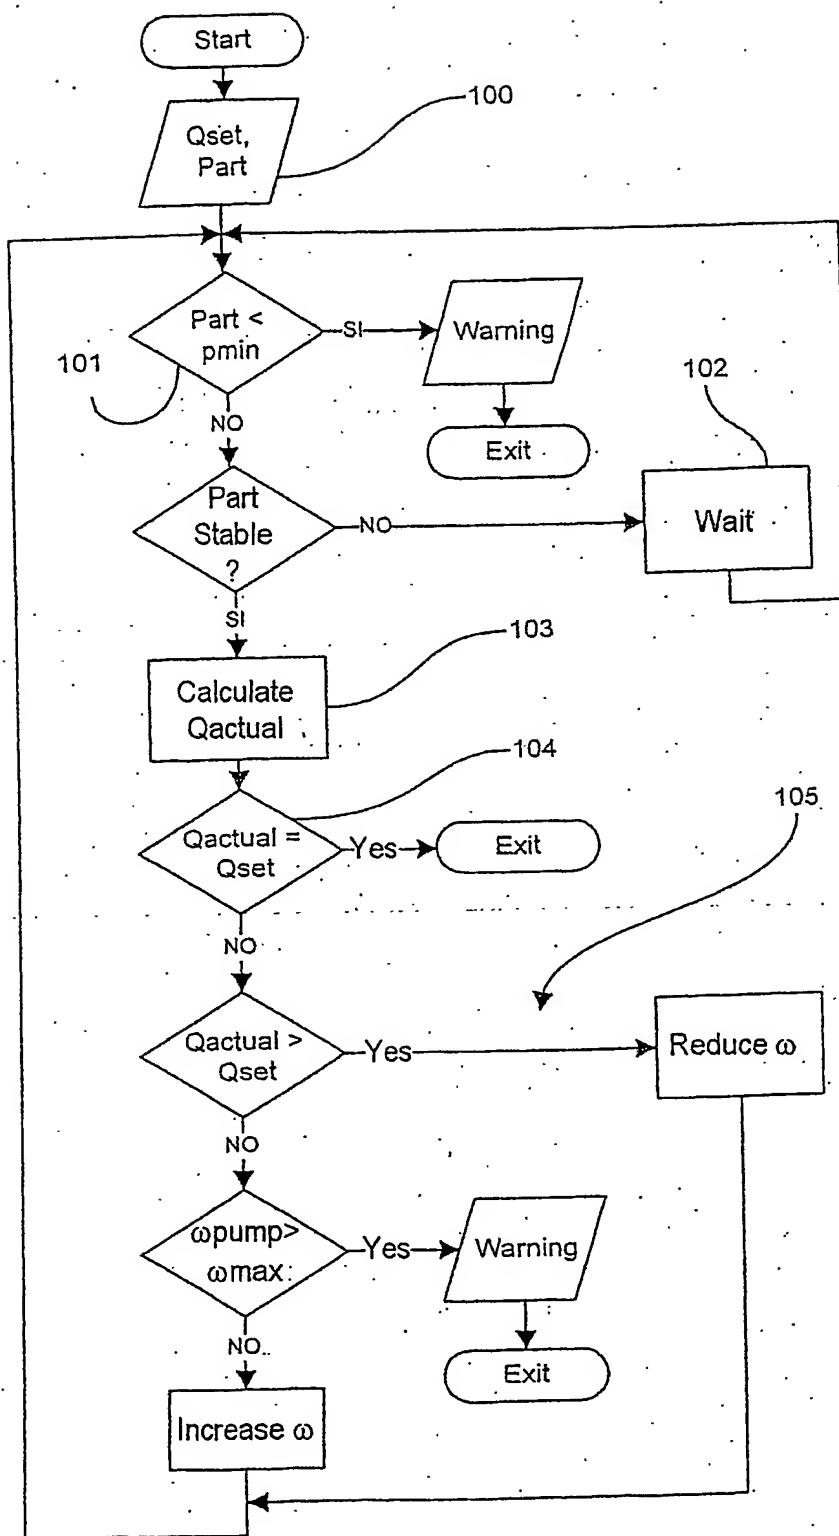 Start
100
Qset,
Part
Part <
pmin
SI
Warning
101
102
NO
Exit
Part
Stable
?
NO
Wait
SI
103
Calculate
Qactual
104
105
Qactual =
Qset
Yes
Exit
NO
Qactual >
Qset
Yes
Reduce ω
NO
ωpump>
ωmax:
Yes
Warning
NO
Exit
Increase ω